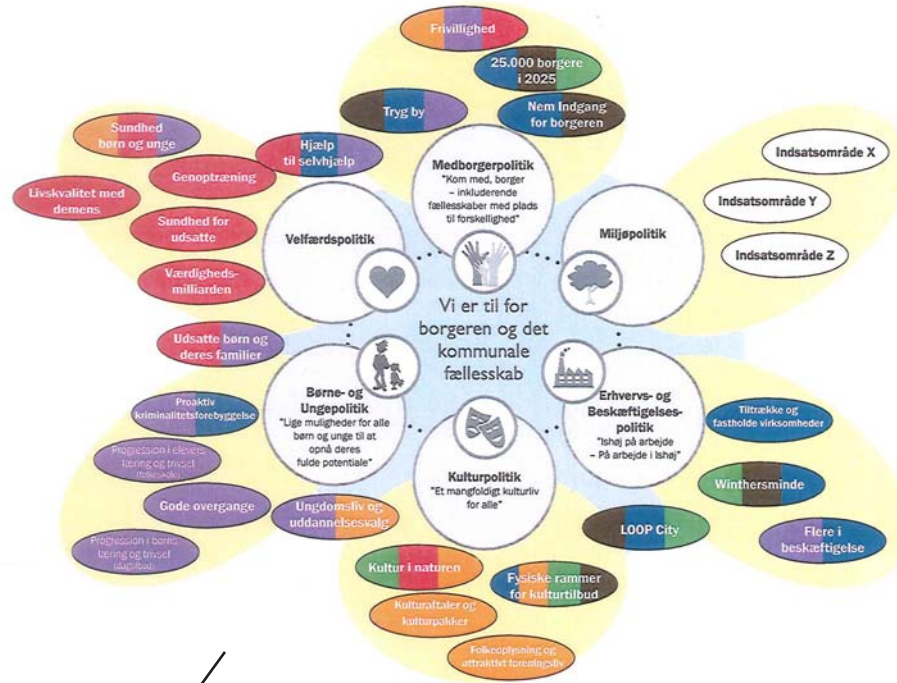 Frivillighed
25.000 borgere
i 2025
Tryg by
Nem Indgang
for borgeren
Sundhed
børn og unge
Hjælp
til selvhjælp
Genoptræning
Livskvalitet med
demens
Sundhed for
udsatte
Værdigheds-
milliarden
Velfærdspolitik
Medborgerpolitik
"Kom med, borger
– inkluderende
fællesskaber med plads
til forskellighed"
Miljøpolitik
Indsatsområde X
Indsatsområde Y
Indsatsområde Z
Vi er til for
borgeren og det
kommunale
fællesskab
Udsatte børn og
deres familier
Børne- og
Ungepolitik
"Lige muligheder for alle
børn og unge til at
opnå deres
fulde potentiale"
Erhvervs- og
Beskæftigelses-
politik
"Ishøj på arbejde
– På arbejde i Ishøj"
Kulturpolitik
"Et mangfoldigt kulturliv
for alle"
Proaktiv
kriminalitetsforebyggelse
Progression i elevers
læring og trivsel
(folkeskole)
Gode overgange
Progression i børns
læring og trivsel
(dagtilbud)
Ungdomsliv og
uddannelsesvalg
Tiltrække og
fastholde virksomheder
Winthersminde
LOOP City
Flere i
beskæftigelse
Kultur i naturen
Fysiske rammer
for kulturtilbud
Kulturaftaler og
kulturpakker
Folkeoplysning og
attraktivt foreningsliv